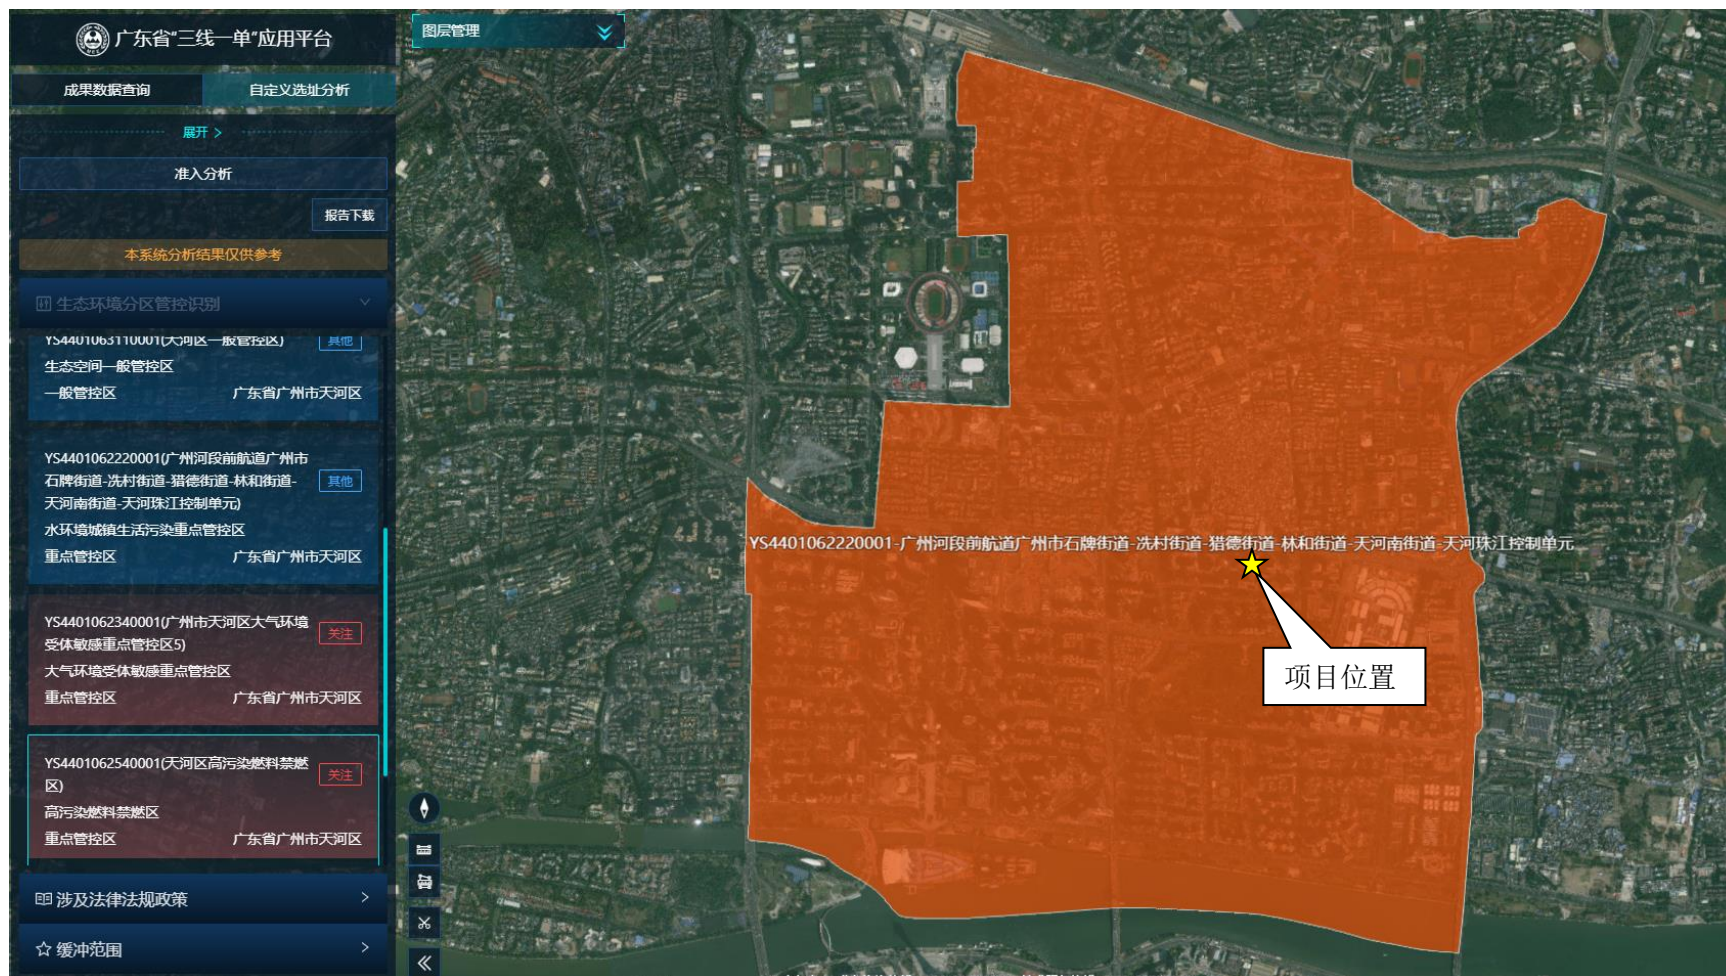 广东省"三线一单"应用平台
成果数据查询
自定义选址分析
展开 >
准入分析
报告下载
本系统分析结果仅供参考
生态环境分区管控识别
YS4401063110001(天河区一般管控区)
其他
生态空间一般管控区
一般管控区
广东省广州市天河区
YS4401062220001(广州河段前航道广州市
石牌街道-冼村街道-猎德街道-林和街道-
天河南街道-天河珠江控制单元)
其他
水环境城镇生活污染重点管控区
重点管控区
广东省广州市天河区
YS4401062340001(广州市天河区大气环境
受体敏感重点管控区5)
关注
大气环境受体敏感重点管控区
重点管控区
广东省广州市天河区
YS4401062540001(天河区高污染燃料禁燃
区)
关注
高污染燃料禁燃区
重点管控区
广东省广州市天河区
涉及法律法规政策
缓冲范围
图层管理
YS4401062220001-广州河段前航道广州市石牌街道-冼村街道-猎德街道-林和街道-天河南街道-天河珠江控制单元
项目位置